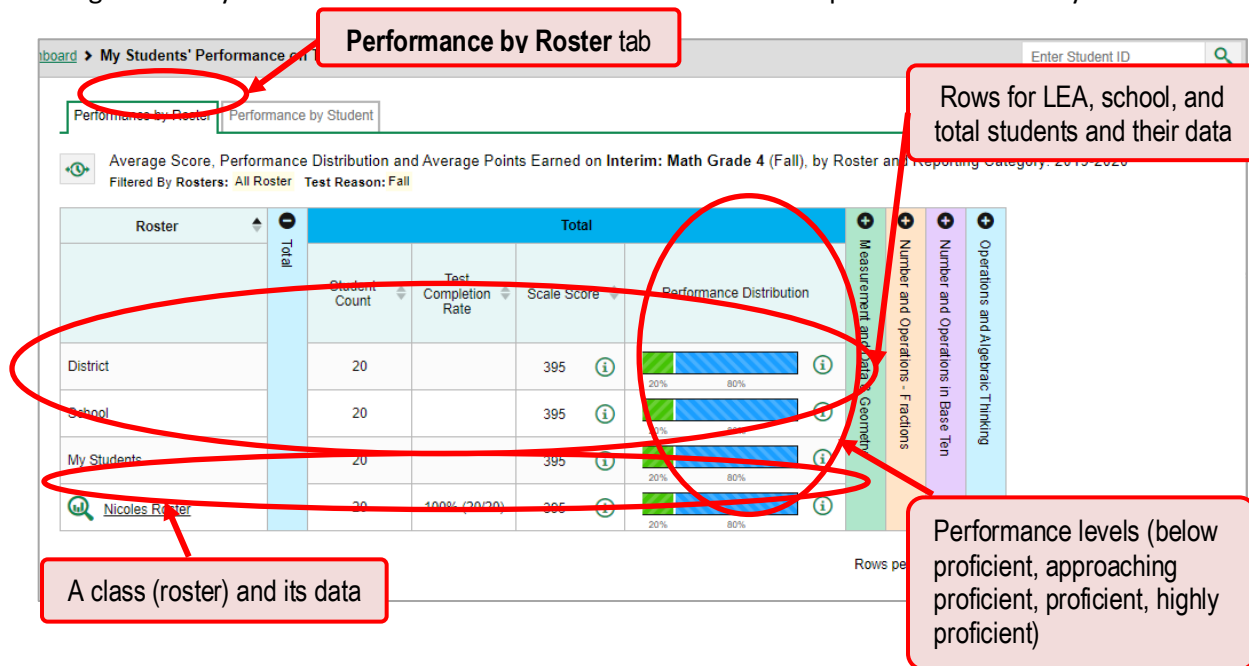 Performance by Roster tab
board > My Students' Performance on T
Enter Student ID
Rows for LEA, school, and
total students and their data
Performance by Roster Performance by Student
Average Score, Performance Distribution and Average Points Earned on Interim: Math Grade 4 (Fall), by Roster and Reporting Category: 2019-2020
Filtered By Rosters: All Roster Test Reason: Fall
Roster
Total
Total
Student
Count
Test
Completion
Rate
Scale Score
Performance Distribution
Measurement and Data & Geometry
Number and Operations - Fractions
Number and Operations in Base Ten
Operations and Algebraic Thinking
District 20 395
20% 80%
School 20 395
20% 80%
My Students 20 395
20% 80%
Nicoles Roster 20 100% (20/20) 395
20% 80%
Rows pe
A class (roster) and its data
Performance levels (below
proficient, approaching
proficient, proficient, highly
proficient)